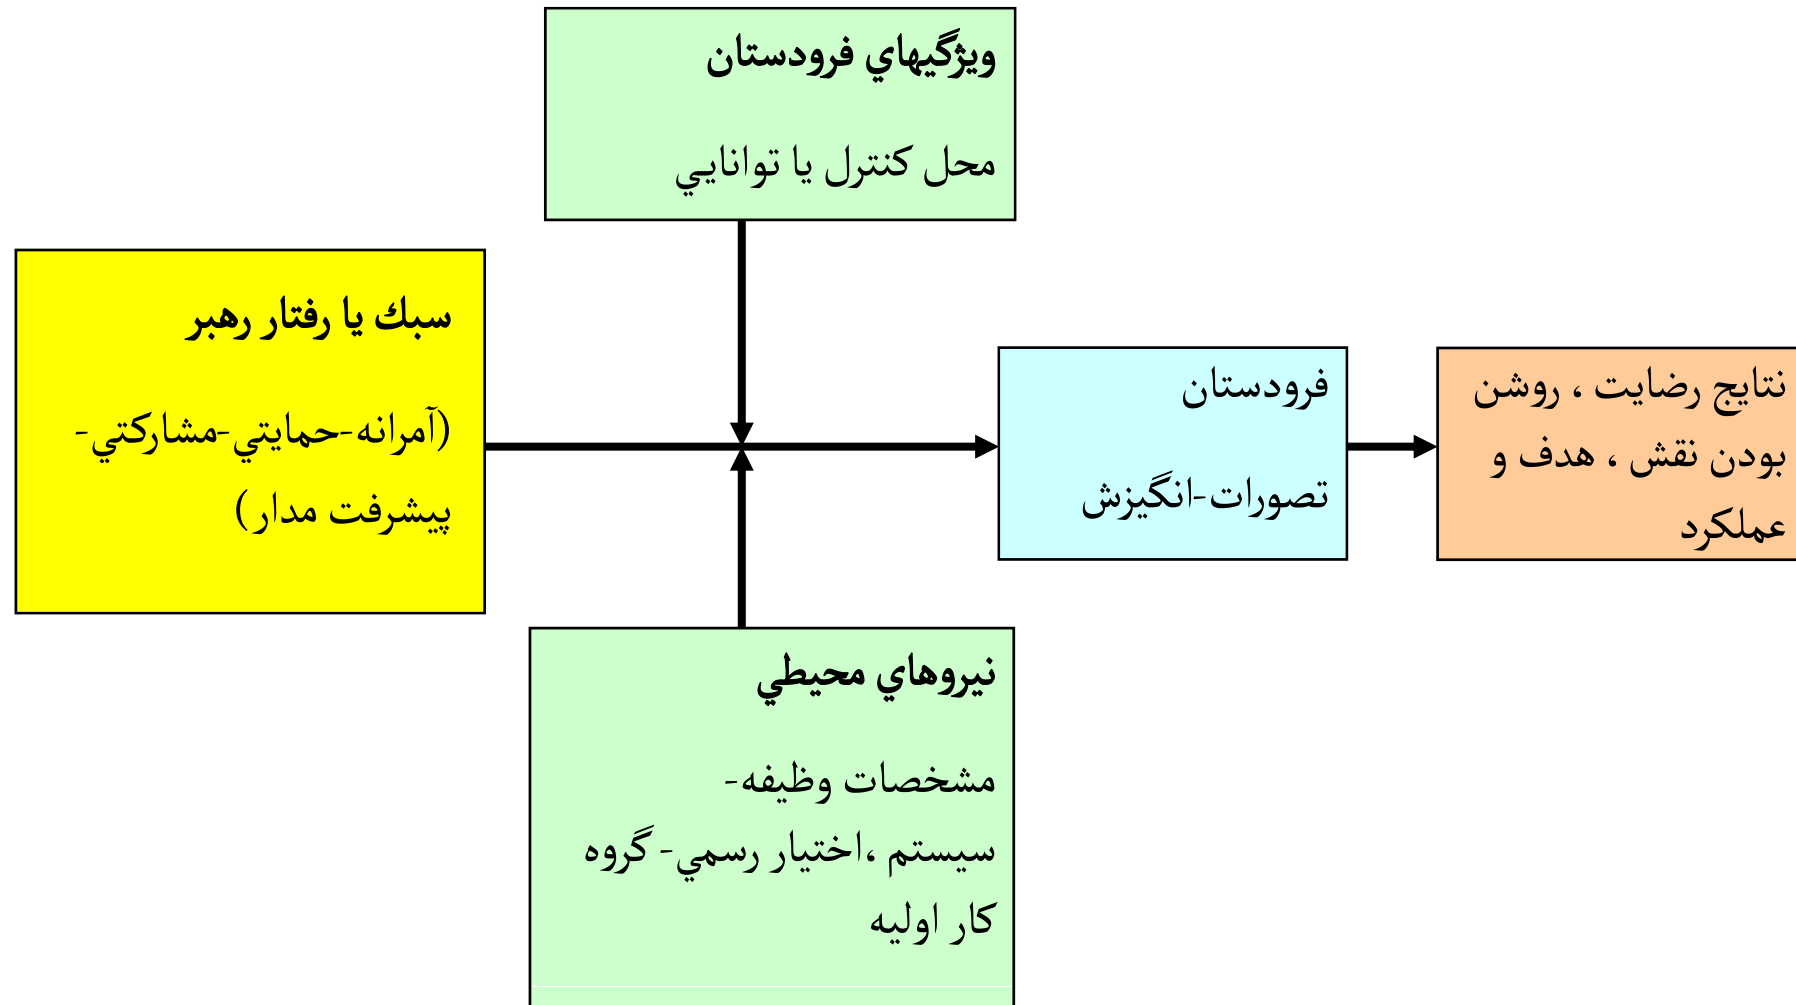 ويژگيهاي فرودستان
محل كنترل يا توانايي
سبك يا رفتار رهبر
(آمرانه-حمايتي-مشاركتي-
پيشرفت مدار)
فرودستان
تصورات-انگيزش
نتايج رضايت ، روشن
بودن نقش ، هدف و
عملكرد
نيروهاي محيطي
مشخصات وظيفه-
سيستم ،اختيار رسمي- گروه
كار اوليه